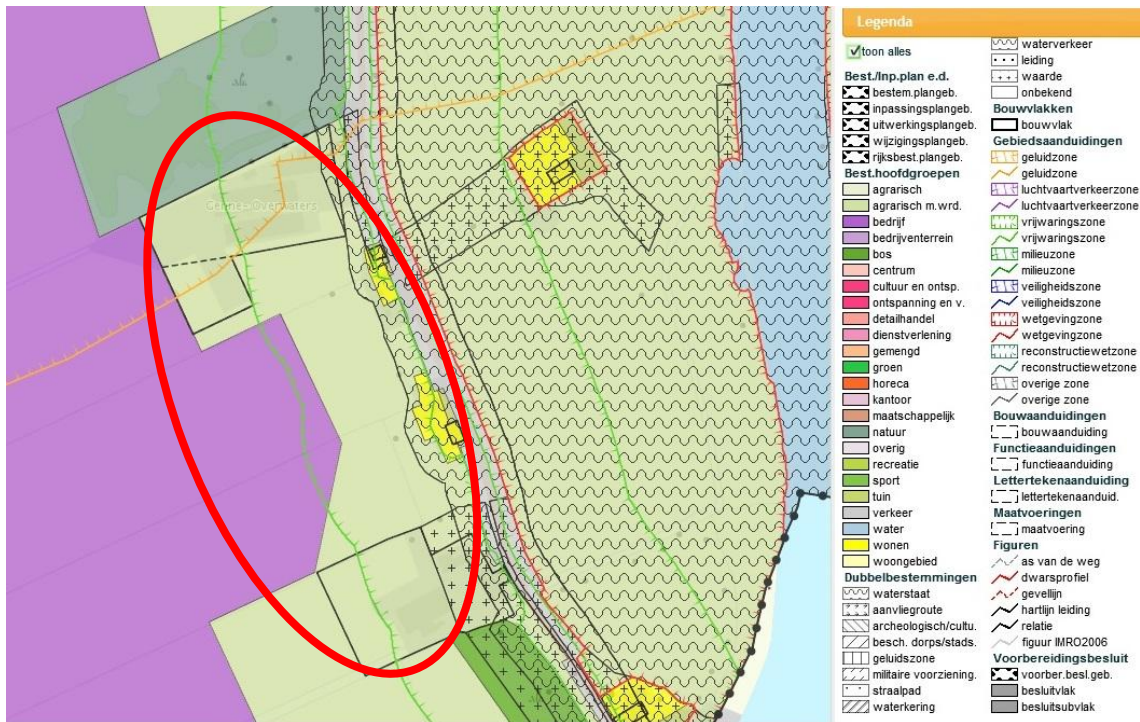 Genne-Overwaters
Legenda
toon alles
Best./Inp.plan e.d.
bestem.plangeb.
inpassingsplangeb.
uitwerkingsplangeb.
wijzigingsplangeb.
rijksbest.plangeb.
Best.hoofdgroepen
agrarisch
agrarisch m.wrd.
bedrijf
bedrijventerrein
bos
centrum
cultuur en ontsp.
ontspanning en v.
detailhandel
dienstverlening
gemengd
groen
horeca
kantoor
maatschappelijk
natuur
overig
recreatie
sport
tuin
verkeer
water
wonen
woongebied
Dubbelbestemmingen
waterstaat
aanvliegroute
archeologisch/cultu.
besch. dorps/stads.
geluidszone
militaire voorziening.
straalpad
waterkering
waterverkeer
leiding
waarde
onbekend
Bouwvlakken
bouwvlak
Gebiedsaanduidingen
geluidzone
geluidzone
luchtvaartverkeerzone
luchtvaartverkeerzone
vrijwaringszone
vrijwaringszone
milieuzone
milieuzone
veiligheidszone
veiligheidszone
wetgevingzone
wetgevingzone
reconstructiewetzone
reconstructiewetzone
overige zone
overige zone
Bouwaanduidingen
bouwaanduiding
Functieaanduidingen
functieaanduiding
Lettertekenaanduiding
lettertekenaanduid.
Maatvoeringen
maatvoering
Figuren
as van de weg
dwarsprofiel
gevellijn
hartlijn leiding
relatie
figuur IMRO2006
Voorbereidingsbesluit
voorber.besl.geb.
besluitvlak
besluitsubvlak